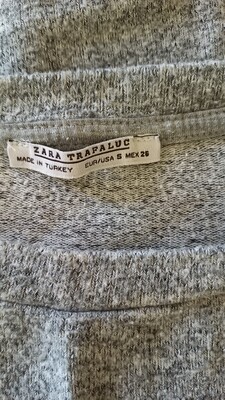 ZARA TRAFALUC
MADE IN TURKEY EUR/USA S MEX 26